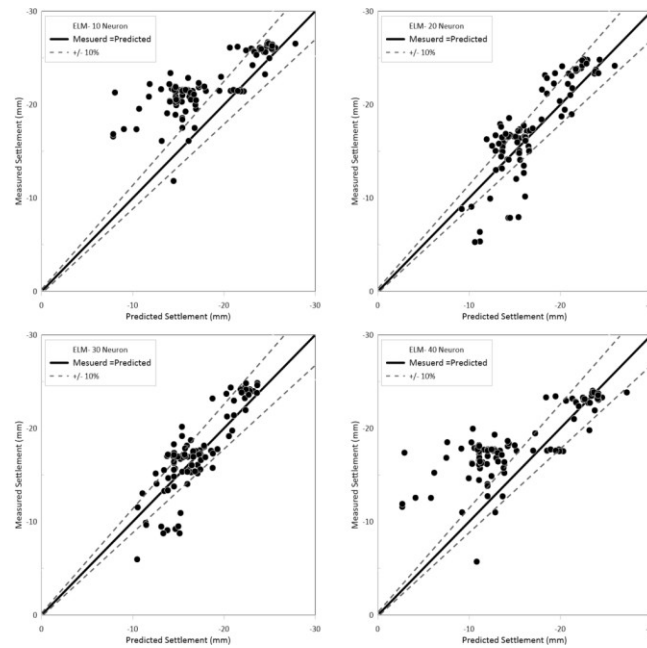 ELM- 10 Neuron
Mesuerd =Predicted
+/- 10%
Measured Settlement (mm)
-30
-20
-10
0
0
-10
-20
-30
Predicted Settlement (mm)
ELM- 20 Neuron
Mesuerd =Predicted
+/- 10%
Measured Settlement (mm)
-30
-20
-10
0
0
-10
-20
Predicted Settlement (mm)
ELM- 30 Neuron
Mesuerd =Predicted
+/- 10%
Measured Settlement (mm)
-30
-20
-10
0
0
-10
-20
-30
Predicted Settlement (mm)
ELM- 40 Neuron
Mesuerd =Predicted
+/- 10%
Measured Settlement (mm)
-30
-20
-10
0
0
-10
-20
Predicted Settlement (mm)